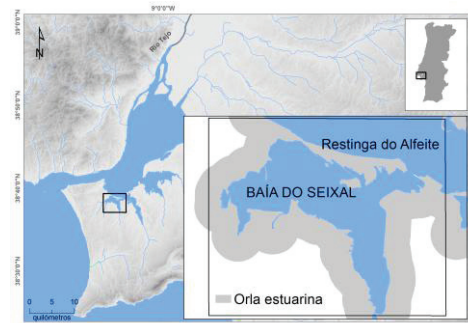 9°0'0"W
N
Rio Tejo
Restinga do Alfeite
BAÍA DO SEIXAL
Orla estuarina
0 5 10
quilómetros